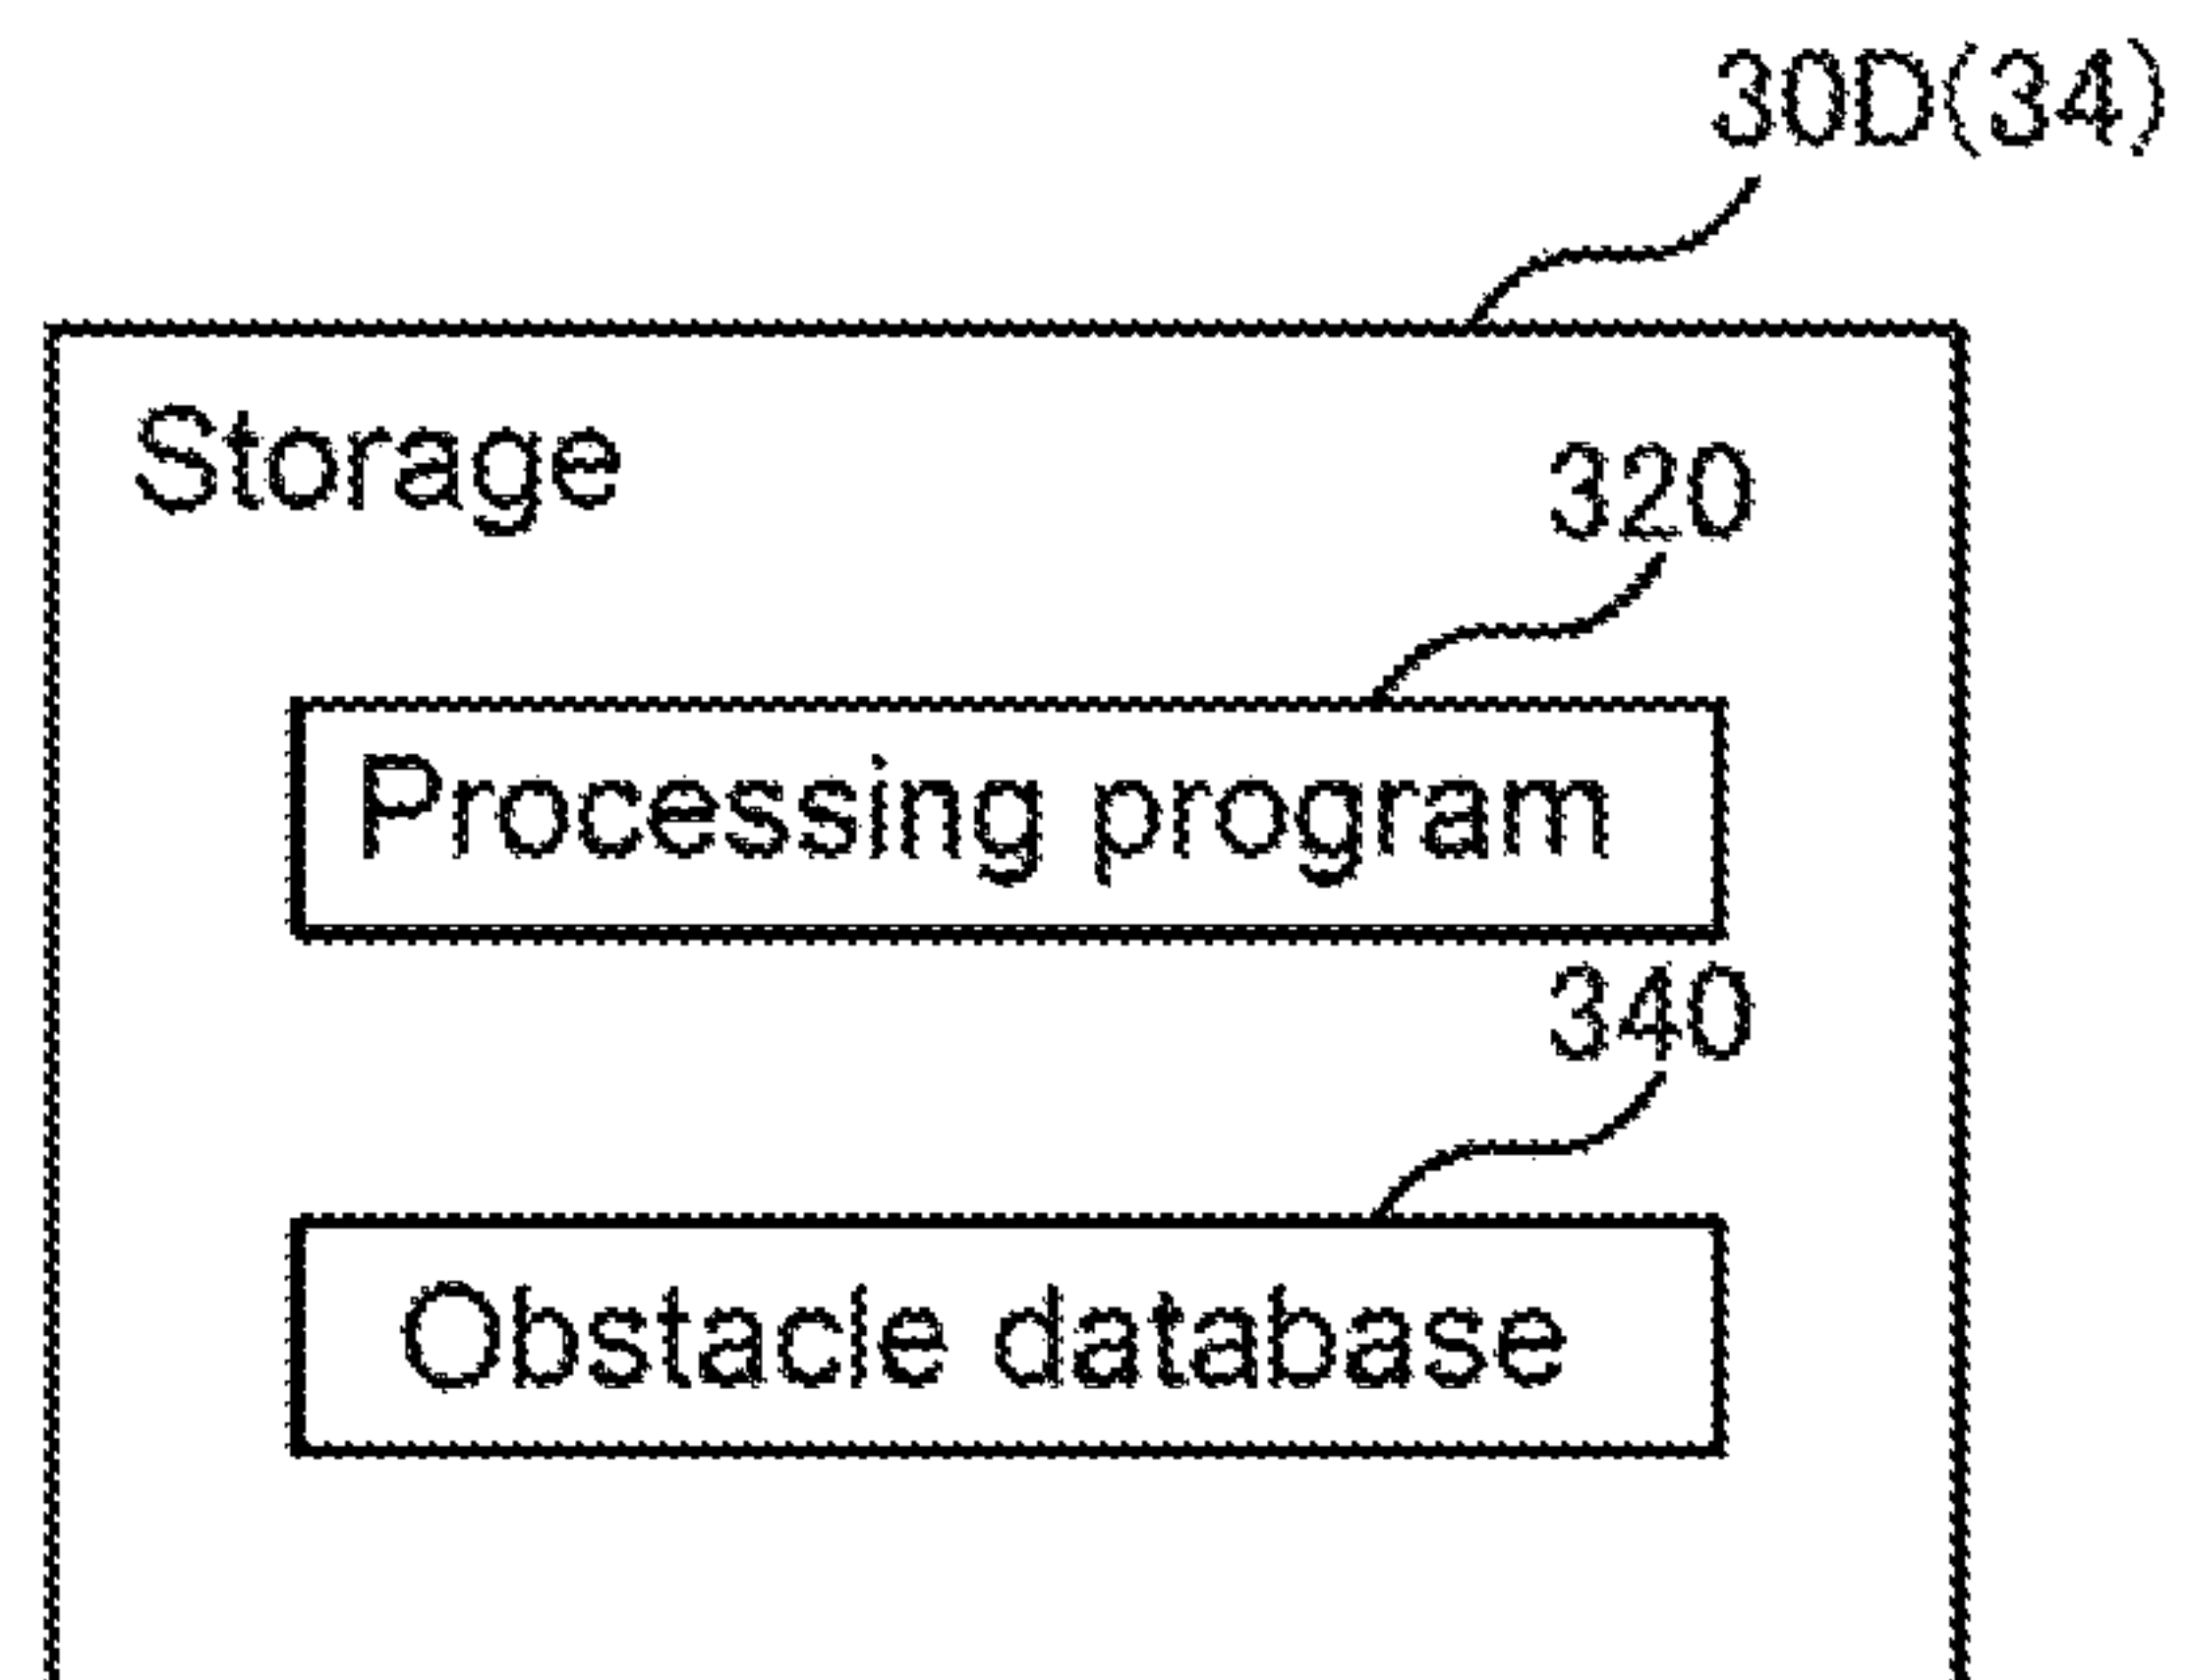 30D(34)
Storage
320
Processing program
340
Obstacle database